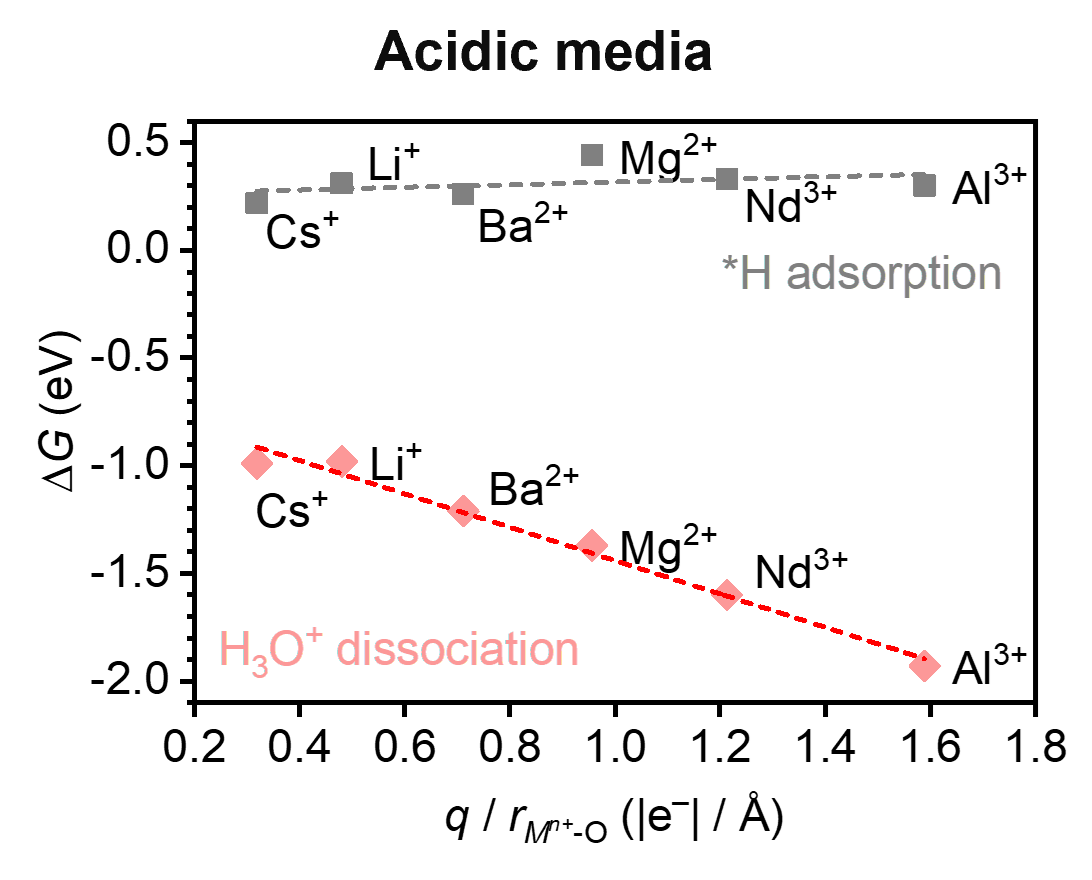 Acidic media
0.5
0.0
-0.5
-1.0
-1.5
-2.0
ΔG (eV)
Li⁺
Mg²⁺
Al³⁺
Cs⁺
Ba²⁺
Nd³⁺
*H adsorption
Li⁺
Ba²⁺
Cs⁺
Mg²⁺
Nd³⁺
H₃O⁺ dissociation
Al³⁺
0.2 0.4 0.6 0.8 1.0 1.2 1.4 1.6 1.8
q / r_{Mⁿ⁺-O} (|e⁻| / Å)